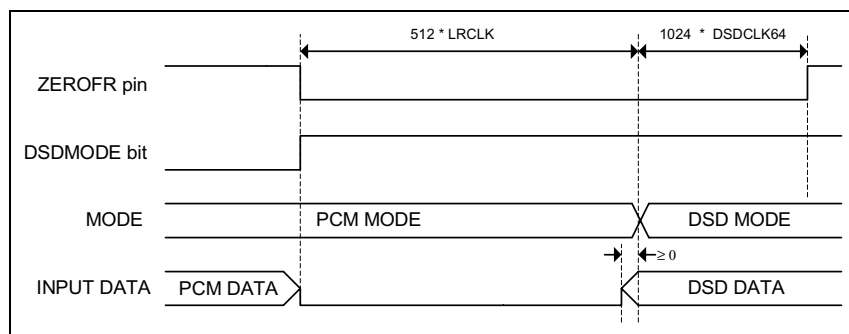 512 * LRCLK
1024 * DSDCLK64
ZEROFR pin
DSDMODE bit
MODE
PCM MODE
DSD MODE
≥ 0
INPUT DATA
PCM DATA
DSD DATA